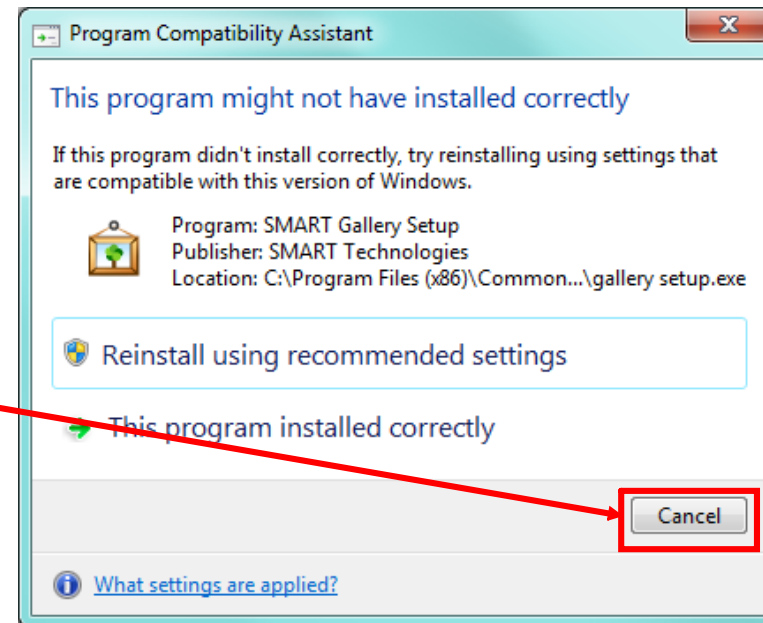 Program Compatibility Assistant
This program might not have installed correctly
If this program didn't install correctly, try reinstalling using settings that
are compatible with this version of Windows.
Program: SMART Gallery Setup
Publisher: SMART Technologies
Location: C:\Program Files (x86)\Common...\gallery setup.exe
Reinstall using recommended settings
This program installed correctly
Cancel
What settings are applied?